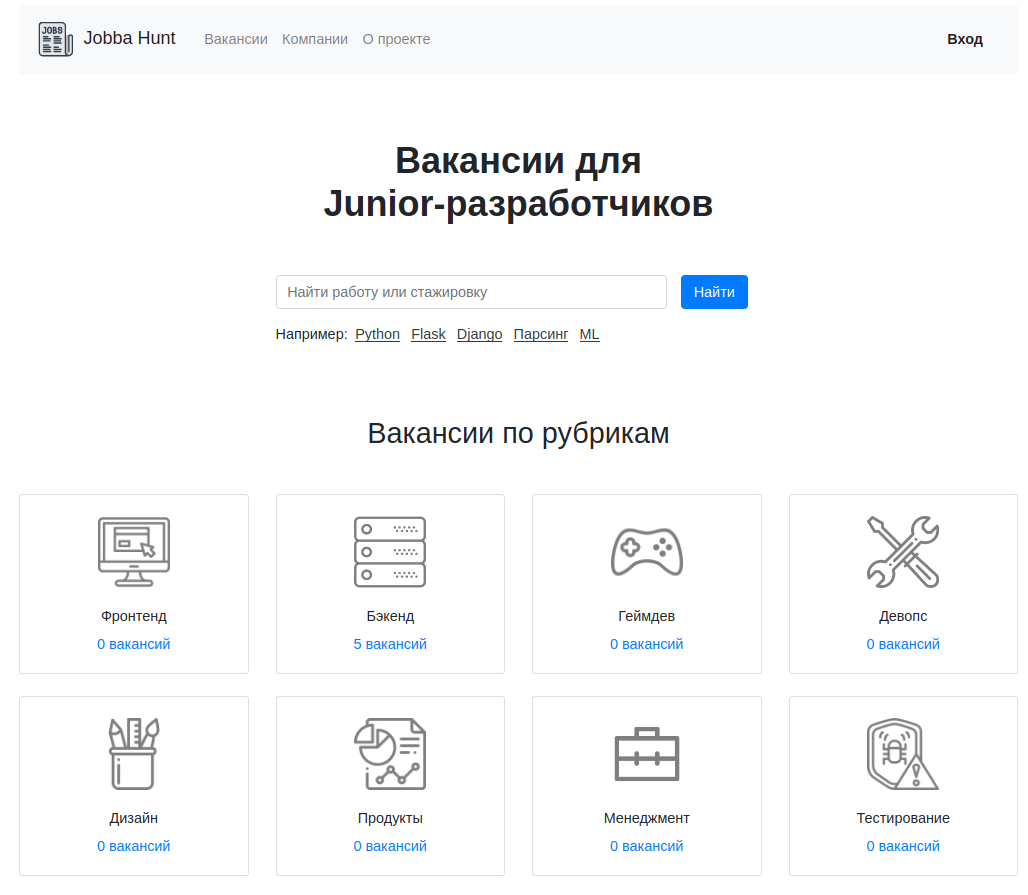 JOBS
Jobba Hunt Вакансии Компании О проекте Вход
Вакансии для
Junior-разработчиков
Найти работу или стажировку Найти
Например: Python Flask Django Парсинг ML
Вакансии по рубрикам
Фронтенд Бэкенд Геймдев Девопс
0 вакансий 5 вакансий 0 вакансий 0 вакансий
Дизайн Продукты Менеджмент Тестирование
0 вакансий 0 вакансий 0 вакансий 0 вакансий